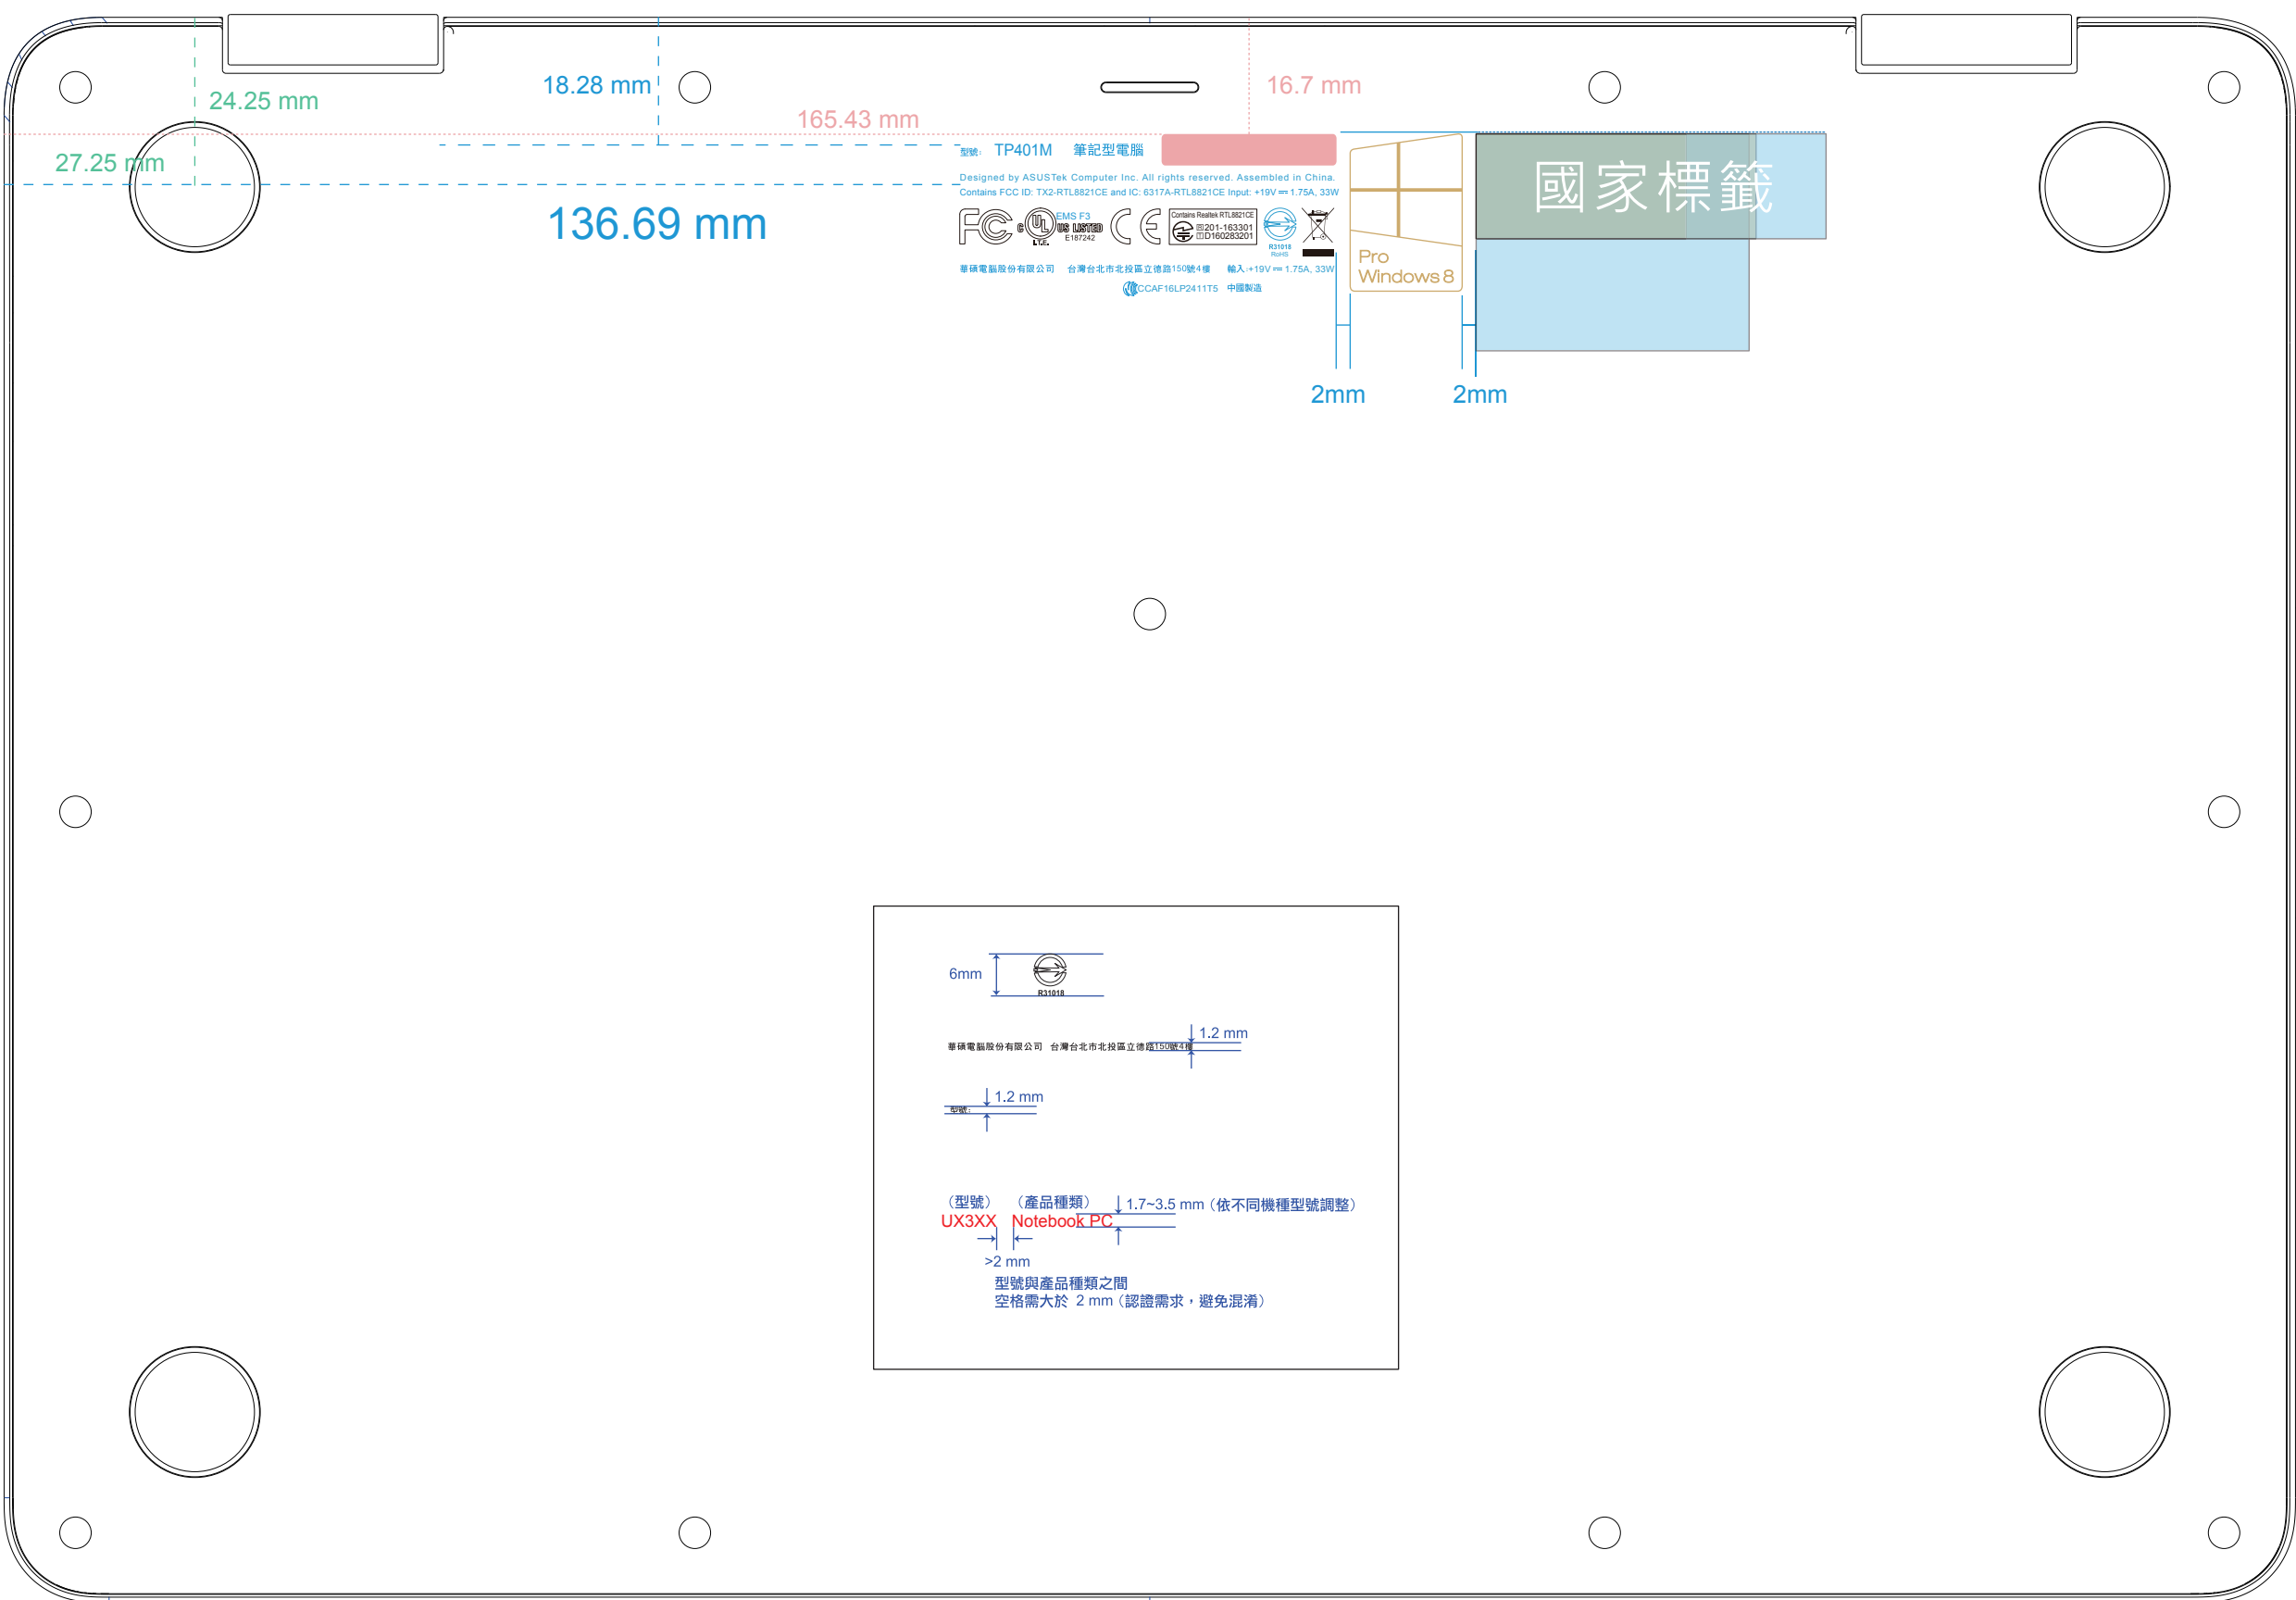 24.25 mm
18.28 mm
16.7 mm
165.43 mm
27.25 mm
136.69 mm
型號: TP401M 筆記型電腦
Designed by ASUSTek Computer Inc. All rights reserved. Assembled in China.
Contains FCC ID: TX2-RTL8821CE and IC: 6317A-RTL8821CE Input: +19V ⎓ 1.75A, 33W
FC
C UL US LISTED
EMS F3
I.T.E. E187242
CE
Contains Realtek RTL8821CE
R 201-163301
T D160283201
R31018
RoHS
華碩電腦股份有限公司 台灣台北市北投區立德路150號4樓 輸入:+19V ⎓ 1.75A, 33W
CCAF16LP2411T5 中國製造
Pro
Windows 8
國家標籤
2mm
2mm
6mm
R31018
1.2 mm
華碩電腦股份有限公司 台灣台北市北投區立德路150號4樓
1.2 mm
型號:
(型號) (產品種類) 1.7~3.5 mm (依不同機種型號調整)
UX3XX Notebook PC
>2 mm
型號與產品種類之間
空格需大於 2 mm (認證需求，避免混淆)